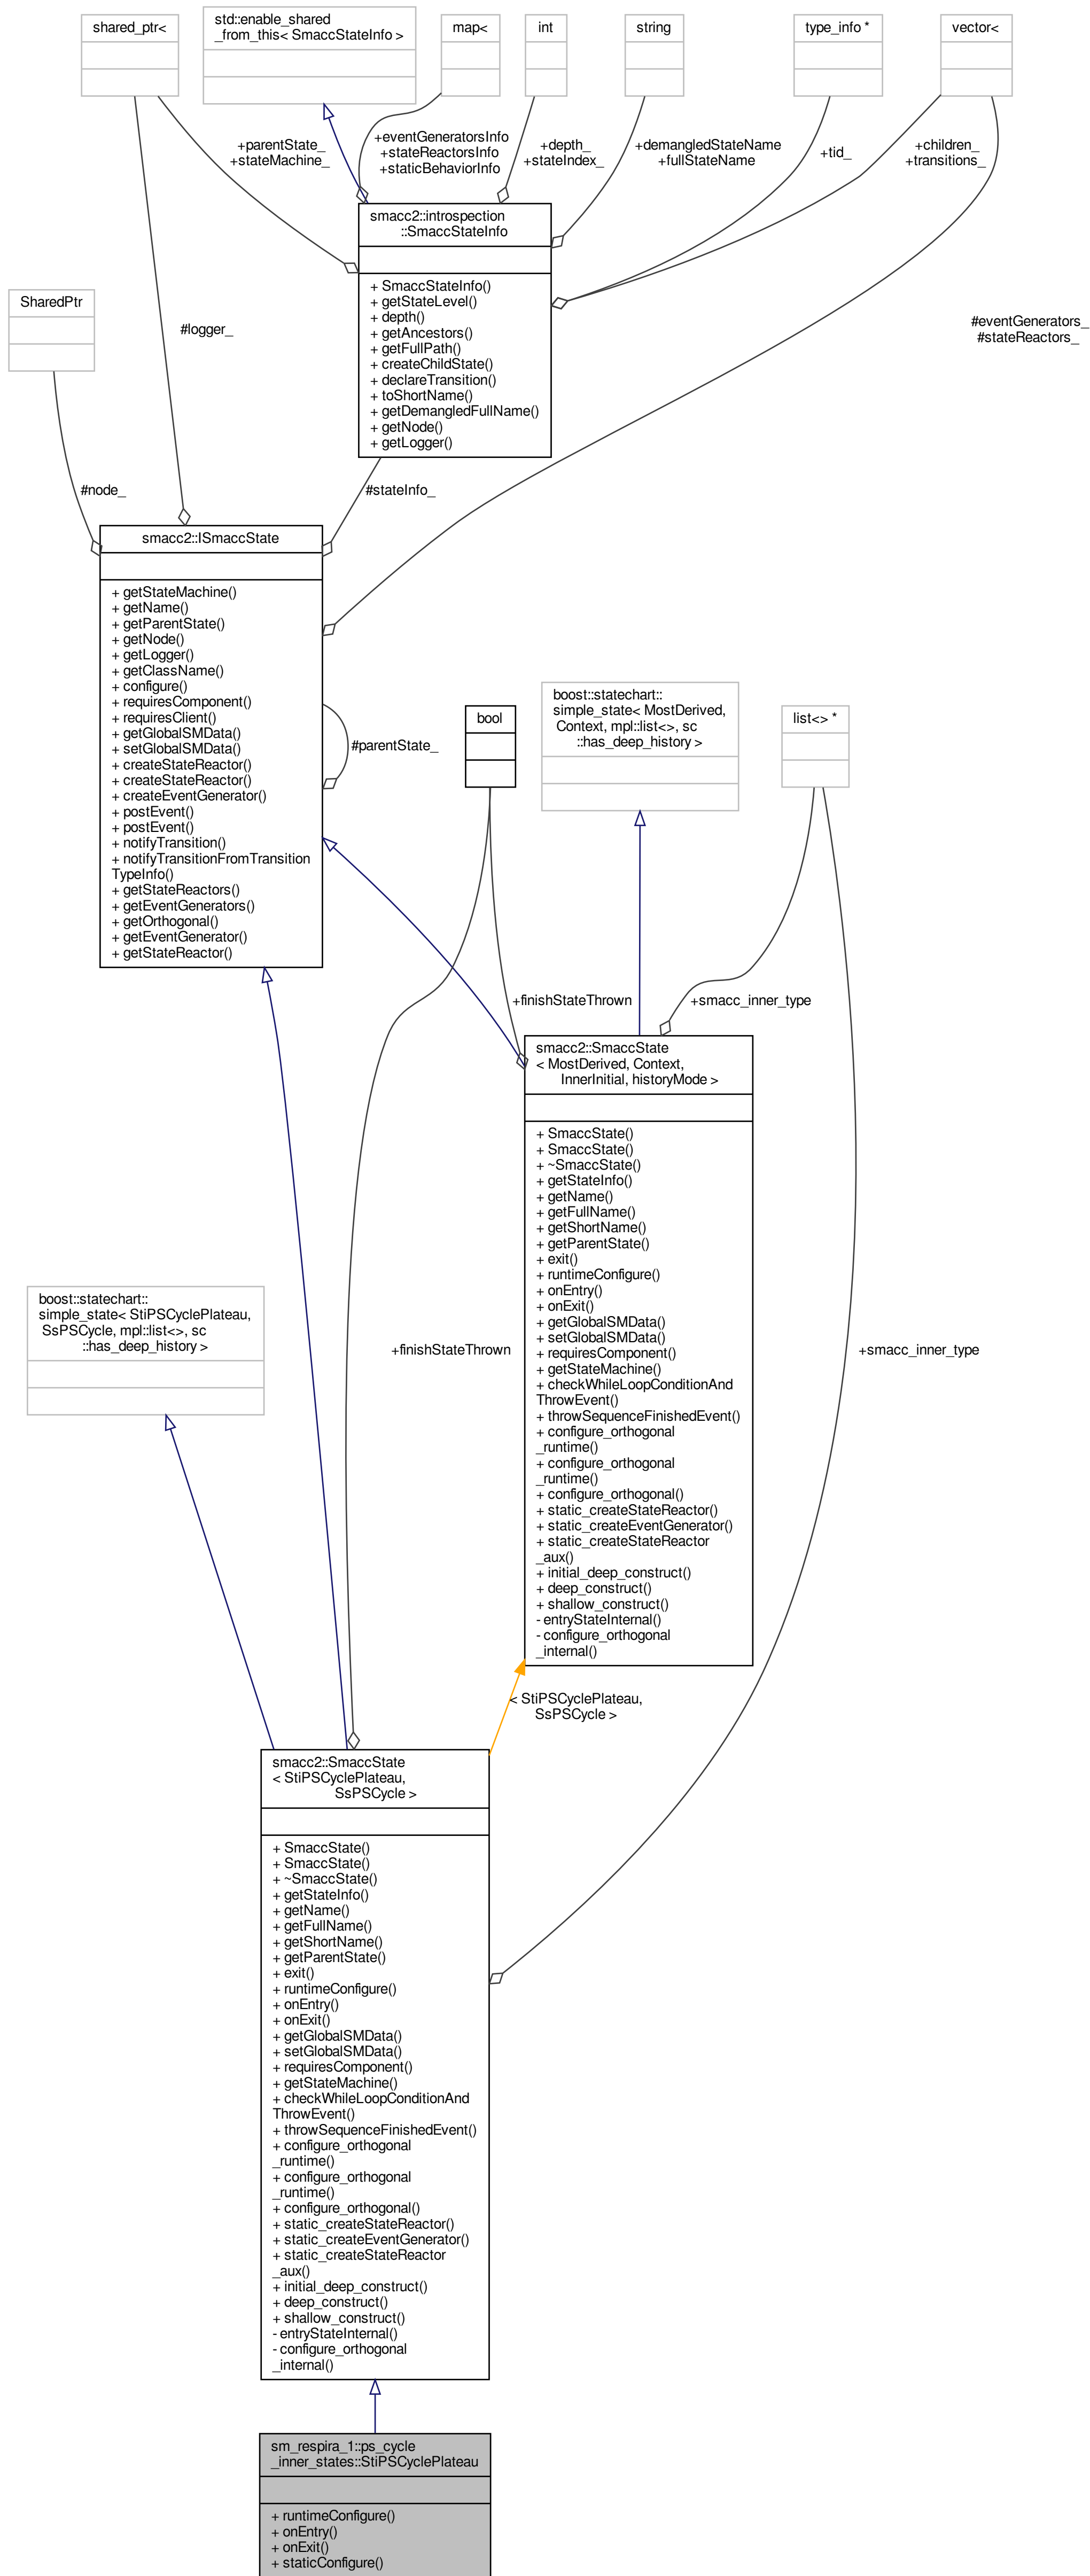 shared_ptr<
std::enable_shared
_from_this< SmaccStateInfo >
map<
int
string
type_info *
vector<
+parentState_
+stateMachine_
+eventGeneratorsInfo
+stateReactorsInfo
+staticBehaviorInfo
+depth_
+stateIndex_
+demangledStateName
+fullStateName
+tid_
+children_
+transitions_
smacc2::introspection
::SmaccStateInfo
+ SmaccStateInfo()
+ getStateLevel()
+ depth()
+ getAncestors()
+ getFullPath()
+ createChildState()
+ declareTransition()
+ toShortName()
+ getDemangledFullName()
+ getNode()
+ getLogger()
SharedPtr
#logger_
#eventGenerators_
#stateReactors_
#node_
#stateInfo_
smacc2::ISmaccState
+ getStateMachine()
+ getName()
+ getParentState()
+ getNode()
+ getLogger()
+ getClassName()
+ configure()
+ requiresComponent()
+ requiresClient()
+ getGlobalSMData()
+ setGlobalSMData()
+ createStateReactor()
+ createStateReactor()
+ createEventGenerator()
+ postEvent()
+ postEvent()
+ notifyTransition()
+ notifyTransitionFromTransition
TypeInfo()
+ getStateReactors()
+ getEventGenerators()
+ getOrthogonal()
+ getEventGenerator()
+ getStateReactor()
#parentState_
bool
boost::statechart::
simple_state< MostDerived,
Context, mpl::list<>, sc
::has_deep_history >
list<> *
+finishStateThrown
+smacc_inner_type
smacc2::SmaccState
< MostDerived, Context,
InnerInitial, historyMode >
+ SmaccState()
+ SmaccState()
+ ~SmaccState()
+ getStateInfo()
+ getName()
+ getFullName()
+ getShortName()
+ getParentState()
+ exit()
+ runtimeConfigure()
+ onEntry()
+ onExit()
+ getGlobalSMData()
+ setGlobalSMData()
+ requiresComponent()
+ getStateMachine()
+ checkWhileLoopConditionAnd
ThrowEvent()
+ throwSequenceFinishedEvent()
+ configure_orthogonal
_runtime()
+ configure_orthogonal
_runtime()
+ configure_orthogonal()
+ static_createStateReactor()
+ static_createEventGenerator()
+ static_createStateReactor
_aux()
+ initial_deep_construct()
+ deep_construct()
+ shallow_construct()
- entryStateInternal()
- configure_orthogonal
_internal()
boost::statechart::
simple_state< StiPSCyclePlateau,
SsPSCycle, mpl::list<>, sc
::has_deep_history >
+finishStateThrown
+smacc_inner_type
< StiPSCyclePlateau,
SsPSCycle >
smacc2::SmaccState
< StiPSCyclePlateau,
SsPSCycle >
+ SmaccState()
+ SmaccState()
+ ~SmaccState()
+ getStateInfo()
+ getName()
+ getFullName()
+ getShortName()
+ getParentState()
+ exit()
+ runtimeConfigure()
+ onEntry()
+ onExit()
+ getGlobalSMData()
+ setGlobalSMData()
+ requiresComponent()
+ getStateMachine()
+ checkWhileLoopConditionAnd
ThrowEvent()
+ throwSequenceFinishedEvent()
+ configure_orthogonal
_runtime()
+ configure_orthogonal
_runtime()
+ configure_orthogonal()
+ static_createStateReactor()
+ static_createEventGenerator()
+ static_createStateReactor
_aux()
+ initial_deep_construct()
+ deep_construct()
+ shallow_construct()
- entryStateInternal()
- configure_orthogonal
_internal()
sm_respira_1::ps_cycle
_inner_states::StiPSCyclePlateau
+ runtimeConfigure()
+ onEntry()
+ onExit()
+ staticConfigure()